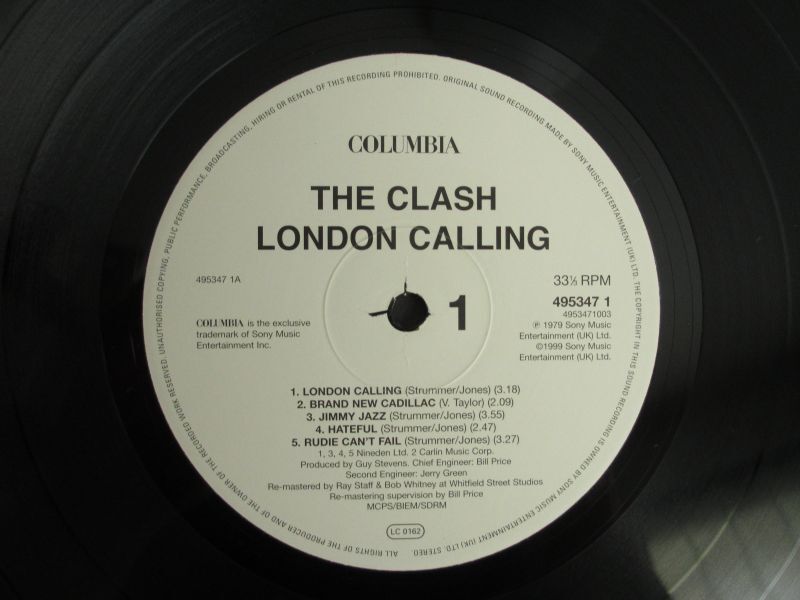 COLUMBIA
THE CLASH
LONDON CALLING
495347 1A
COLUMBIA is the exclusive
trademark of Sony Music
Entertainment Inc.
1
33⅓ RPM
495347 1
4953471003
℗ 1979 Sony Music
Entertainment (UK) Ltd.
©1999 Sony Music
Entertainment (UK) Ltd.
1. LONDON CALLING (Strummer/Jones) (3.18)
2. BRAND NEW CADILLAC (V. Taylor) (2.09)
3. JIMMY JAZZ (Strummer/Jones) (3.55)
4. HATEFUL (Strummer/Jones) (2.47)
5. RUDIE CAN'T FAIL (Strummer/Jones) (3.27)
1, 3, 4, 5 Nineden Ltd. 2 Carlin Music Corp.
Produced by Guy Stevens. Chief Engineer: Bill Price
Second Engineer: Jerry Green
Re-mastered by Ray Staff & Bob Whitney at Whitfield Street Studios
Re-mastering supervision by Bill Price
MCPS/BIEM/SDRM
LC 0162
ALL RIGHTS OF THE PRODUCER AND OF THE OWNER OF THE RECORDED WORK RESERVED. UNAUTHORISED COPYING, PUBLIC PERFORMANCE, BROADCASTING, HIRING OR RENTAL OF THIS RECORDING PROHIBITED. ORIGINAL SOUND RECORDING MADE BY SONY MUSIC ENTERTAINMENT (UK) LTD. THE COPYRIGHT IN THIS SOUND RECORDING IS OWNED BY SONY MUSIC ENTERTAINMENT (UK) LTD. STEREO.